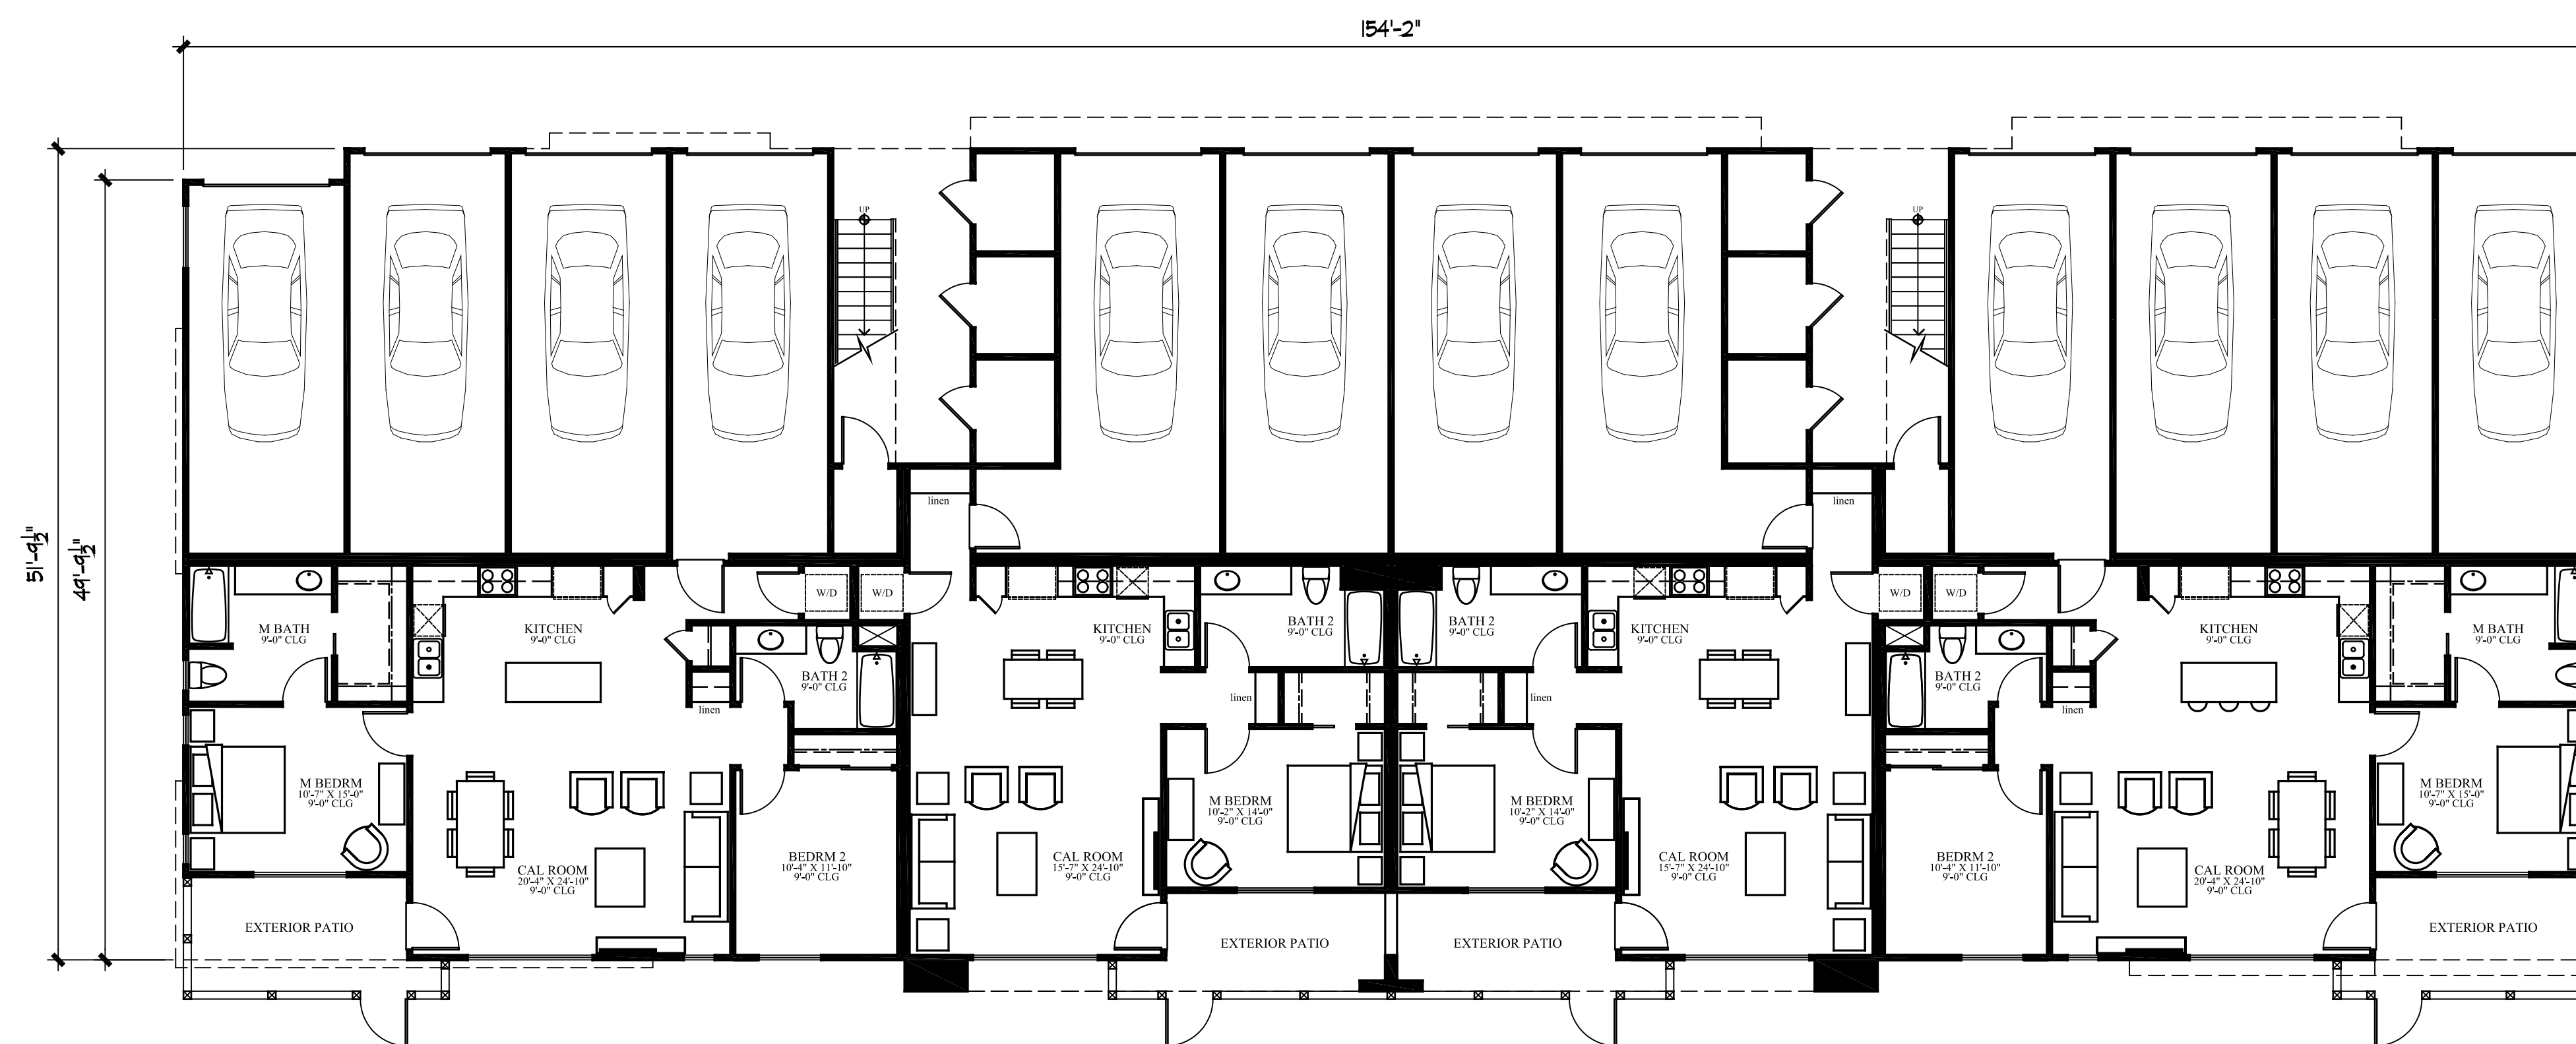 154'-2"
51'-9½"
49'-9½"
UP
UP
linen
linen
W/D
W/D
W/D
W/D
M BATH
9'-0" CLG
KITCHEN
9'-0" CLG
KITCHEN
9'-0" CLG
BATH 2
9'-0" CLG
BATH 2
9'-0" CLG
KITCHEN
9'-0" CLG
KITCHEN
9'-0" CLG
M BATH
9'-0" CLG
BATH 2
9'-0" CLG
BATH 2
9'-0" CLG
linen
linen
linen
linen
M BEDRM
10'-7" X 15'-0"
9'-0" CLG
M BEDRM
10'-2" X 14'-0"
9'-0" CLG
M BEDRM
10'-2" X 14'-0"
9'-0" CLG
M BEDRM
10'-7" X 15'-0"
9'-0" CLG
CAL ROOM
20'-4" X 24'-10"
9'-0" CLG
BEDRM 2
10'-4" X 11'-10"
9'-0" CLG
CAL ROOM
15'-7" X 24'-10"
9'-0" CLG
CAL ROOM
15'-7" X 24'-10"
9'-0" CLG
BEDRM 2
10'-4" X 11'-10"
9'-0" CLG
CAL ROOM
20'-4" X 24'-10"
9'-0" CLG
EXTERIOR PATIO
EXTERIOR PATIO
EXTERIOR PATIO
EXTERIOR PATIO